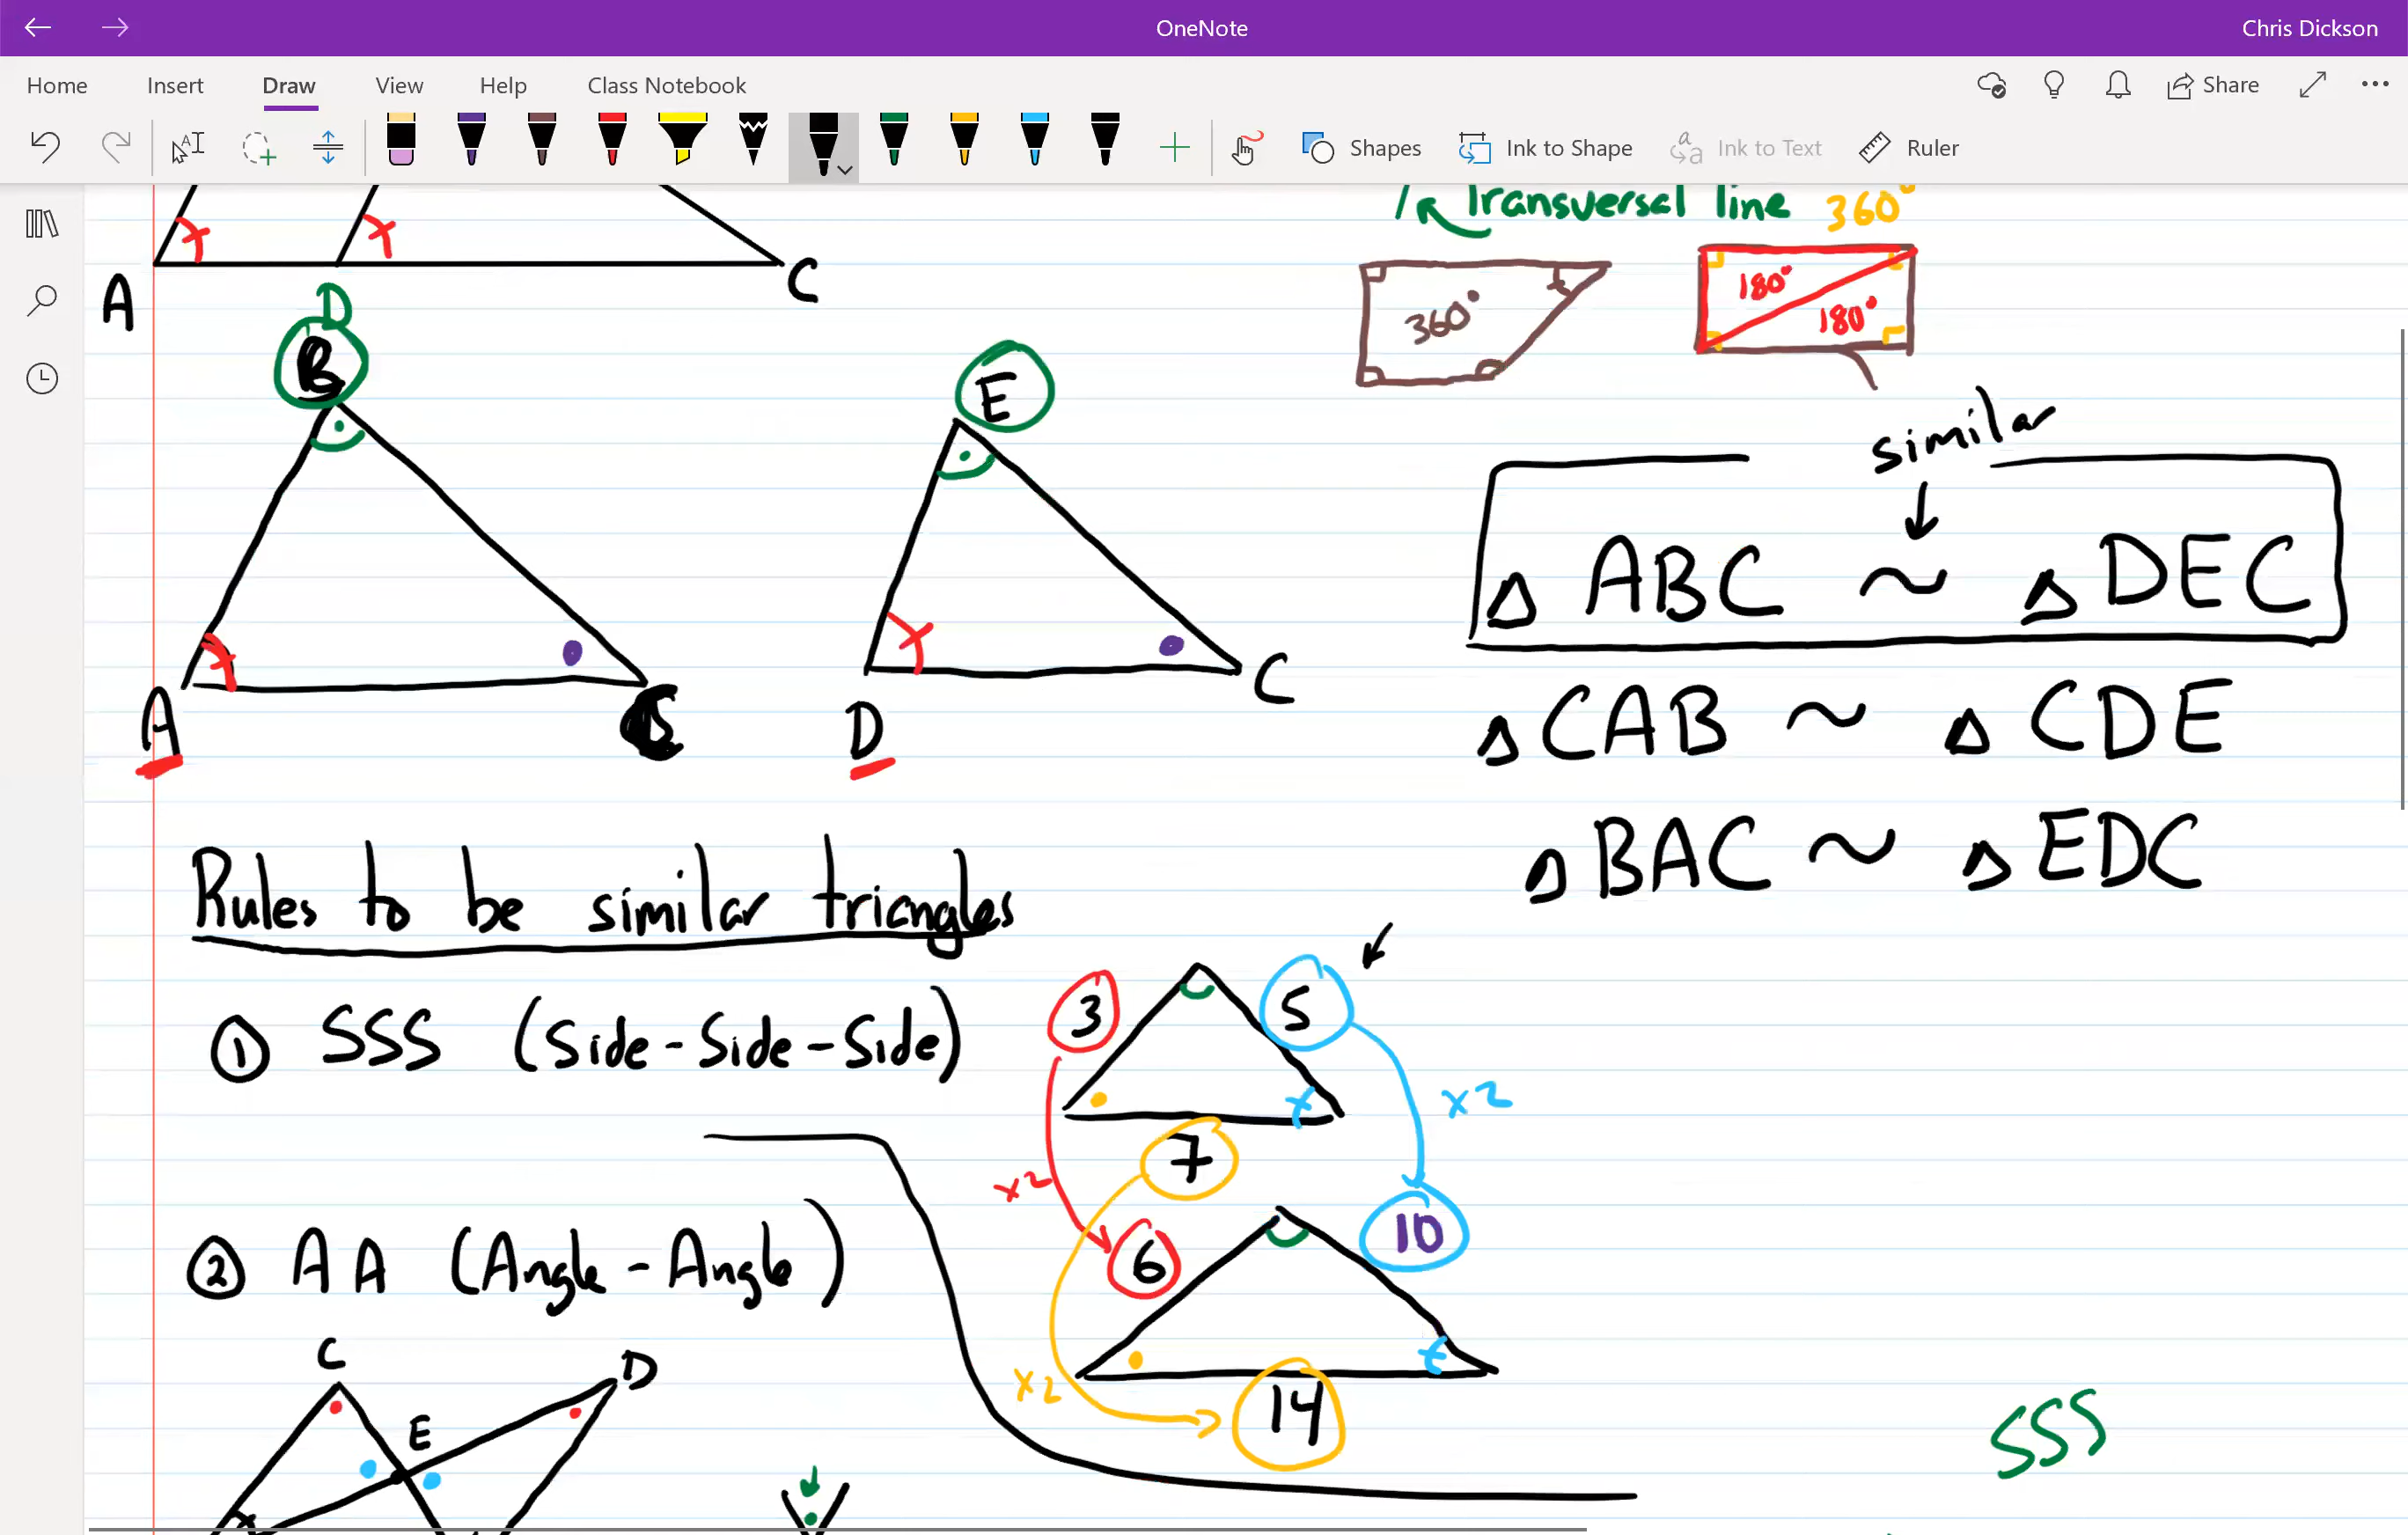 OneNote
Chris Dickson
Home Insert Draw View Help Class Notebook
Share
Shapes Ink to Shape Ink to Text Ruler
Transversal line 360°
A C
360°
180°
180°
D
B
E
similar
△ ABC ~ △ DEC
A D C
△ CAB ~ △ CDE
△ BAC ~ △ EDC
Rules to be similar triangles
① SSS (Side-Side-Side)
3 5
x2
7
x2
② AA (Angle-Angle)
6 10
x2
14
C D
E
SSS